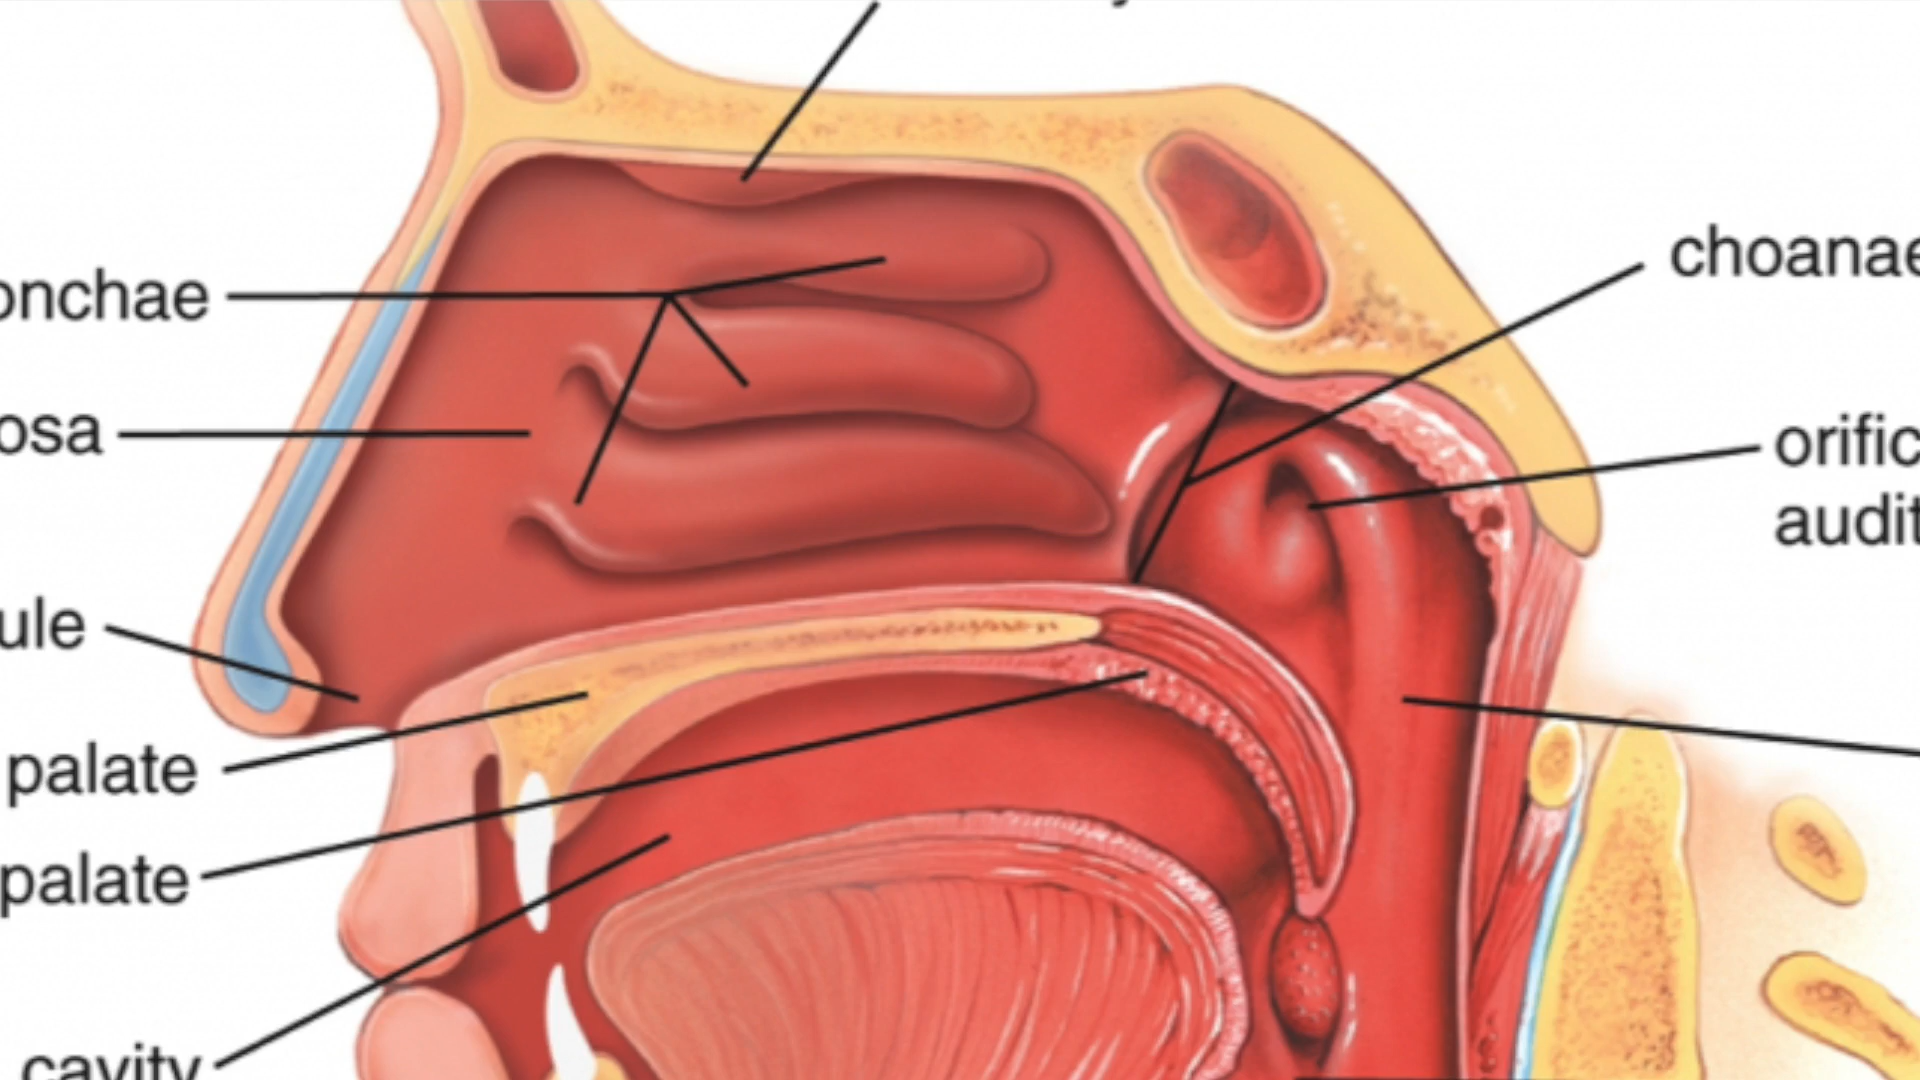 onchae
choanae
osa
orific
audit
ule
palate
palate
cavity